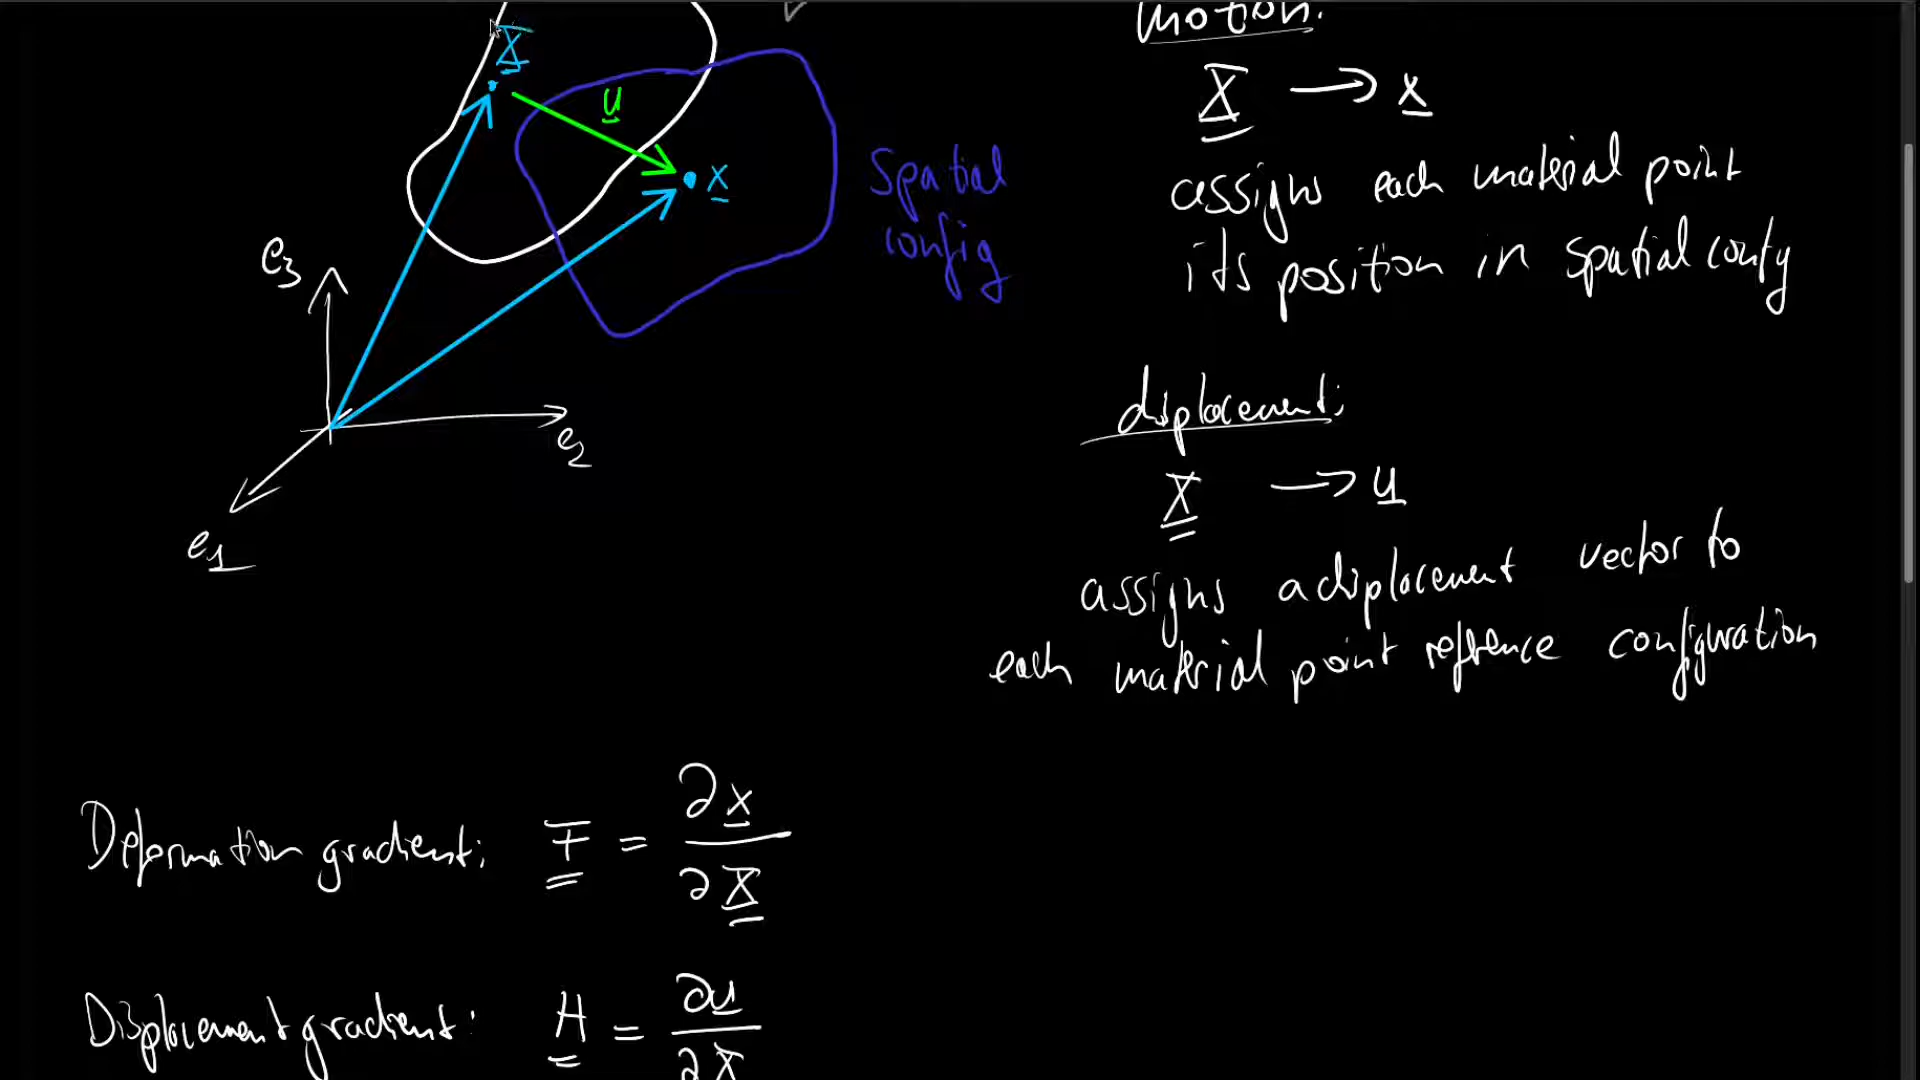 motion:
X → x
assigns each material point
its position in spatial config
X
u
x
Spatial
config
e3
e2
e1
displacement:
X → u
assigns a displacement vector to
each material point reference configuration
Deformation gradient: F = ∂x / ∂X
Displacement gradient: H = ∂u / ∂X